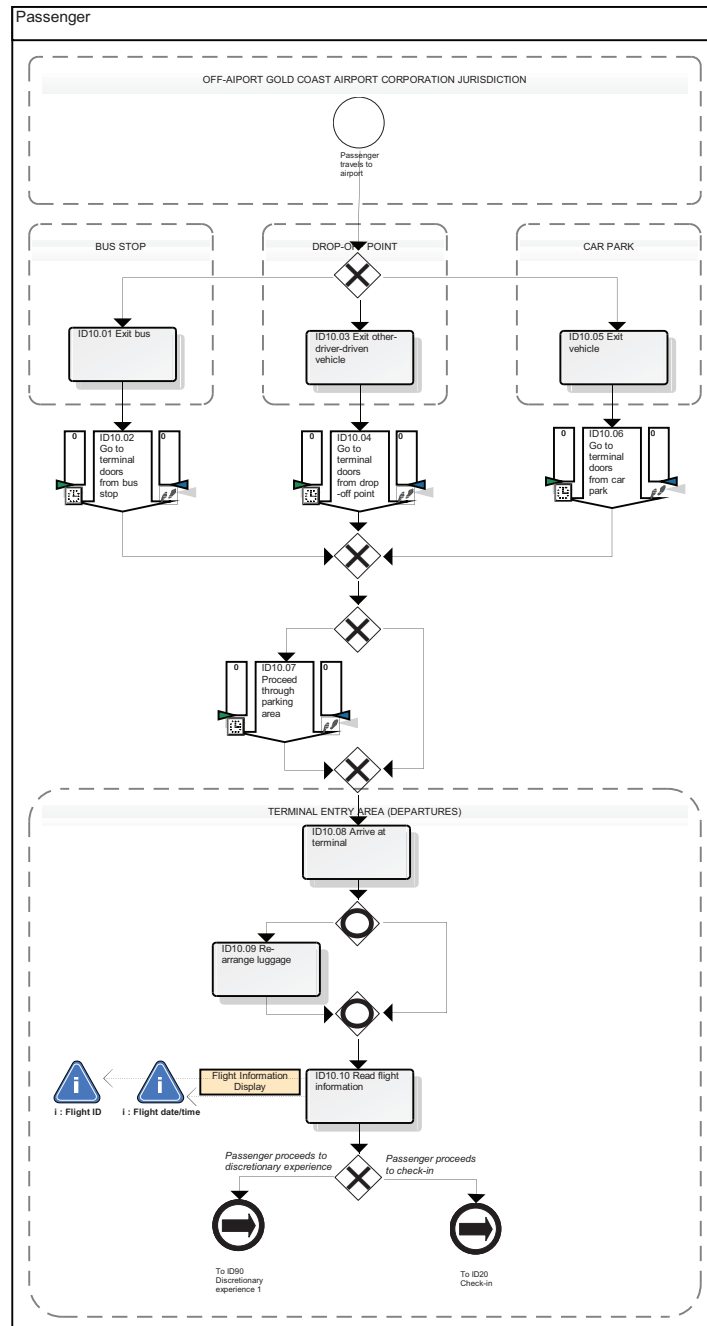 Passenger
OFF-AIPORT GOLD COAST AIRPORT CORPORATION JURISDICTION
Passenger
travels to
airport
BUS STOP
DROP-OFF POINT
CAR PARK
ID10.01 Exit bus
ID10.03 Exit other-
driver-driven
vehicle
ID10.05 Exit
vehicle
0
ID10.02
Go to
terminal
doors
from bus
stop
0
0
ID10.04
Go to
terminal
doors
from drop
-off point
0
0
ID10.06
Go to
terminal
doors
from car
park
0
0
ID10.07
Proceed
through
parking
area
0
TERMINAL ENTRY AREA (DEPARTURES)
ID10.08 Arrive at
terminal
ID10.09 Re-
arrange luggage
Flight Information
Display
ID10.10 Read flight
information
i
i
i : Flight ID
i : Flight date/time
Passenger proceeds to
discretionary experience
Passenger proceeds
to check-in
To ID90
Discretionary
experience 1
To ID20
Check-in